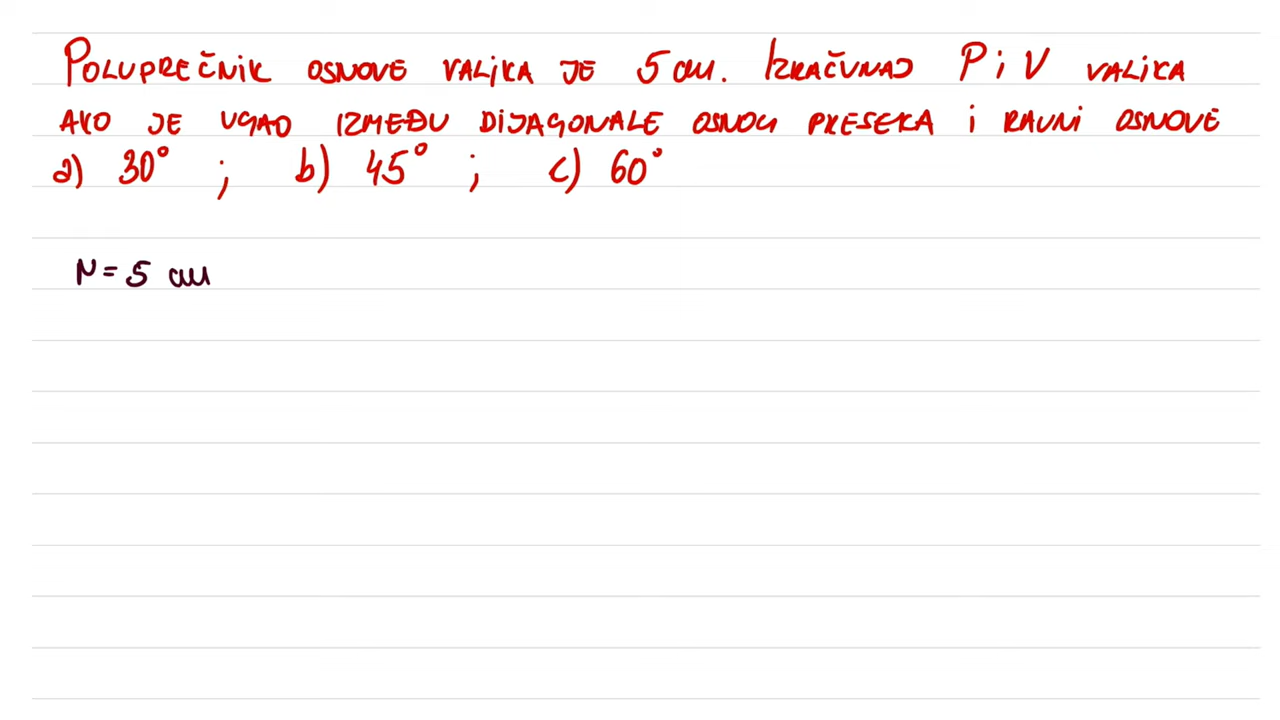 POLUPREČNIK OSNOVE VALJKA JE 5 cm. IZRAČUNAJ P i V VALJKA
AKO JE UGAO IZMEĐU DIJAGONALE OSNOG PRESEKA i RAVNI OSNOVE
a) 30° ; b) 45° ; c) 60°
r = 5 cm